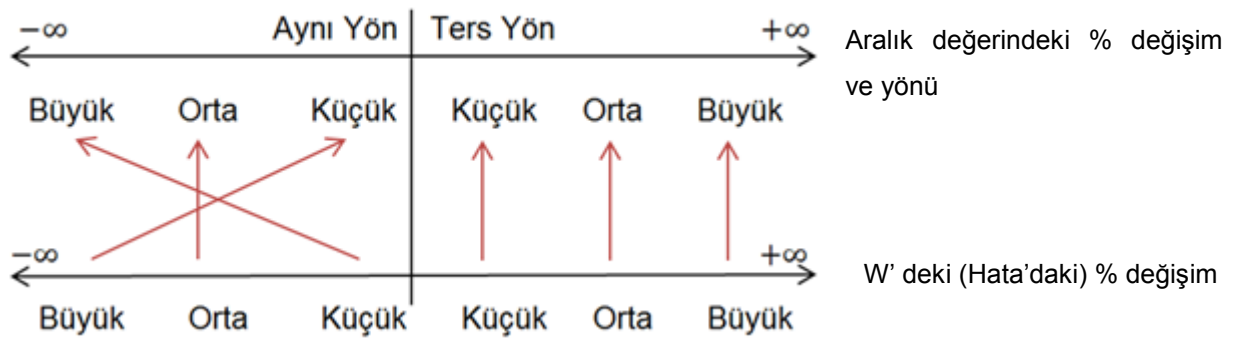 −∞ Aynı Yön Ters Yön +∞
Aralık değerindeki % değişim
ve yönü
Büyük Orta Küçük Küçük Orta Büyük
−∞ +∞
W’ deki (Hata’daki) % değişim
Büyük Orta Küçük Küçük Orta Büyük